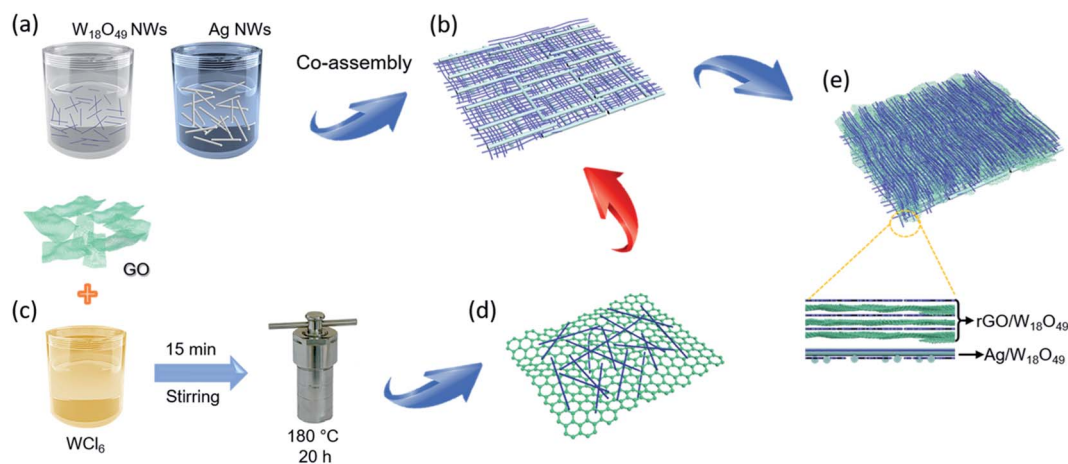 (a)
W18O49 NWs
Ag NWs
Co-assembly
(b)
(e)
GO
(c)
15 min
Stirring
WCl6
180 °C
20 h
(d)
rGO/W18O49
Ag/W18O49